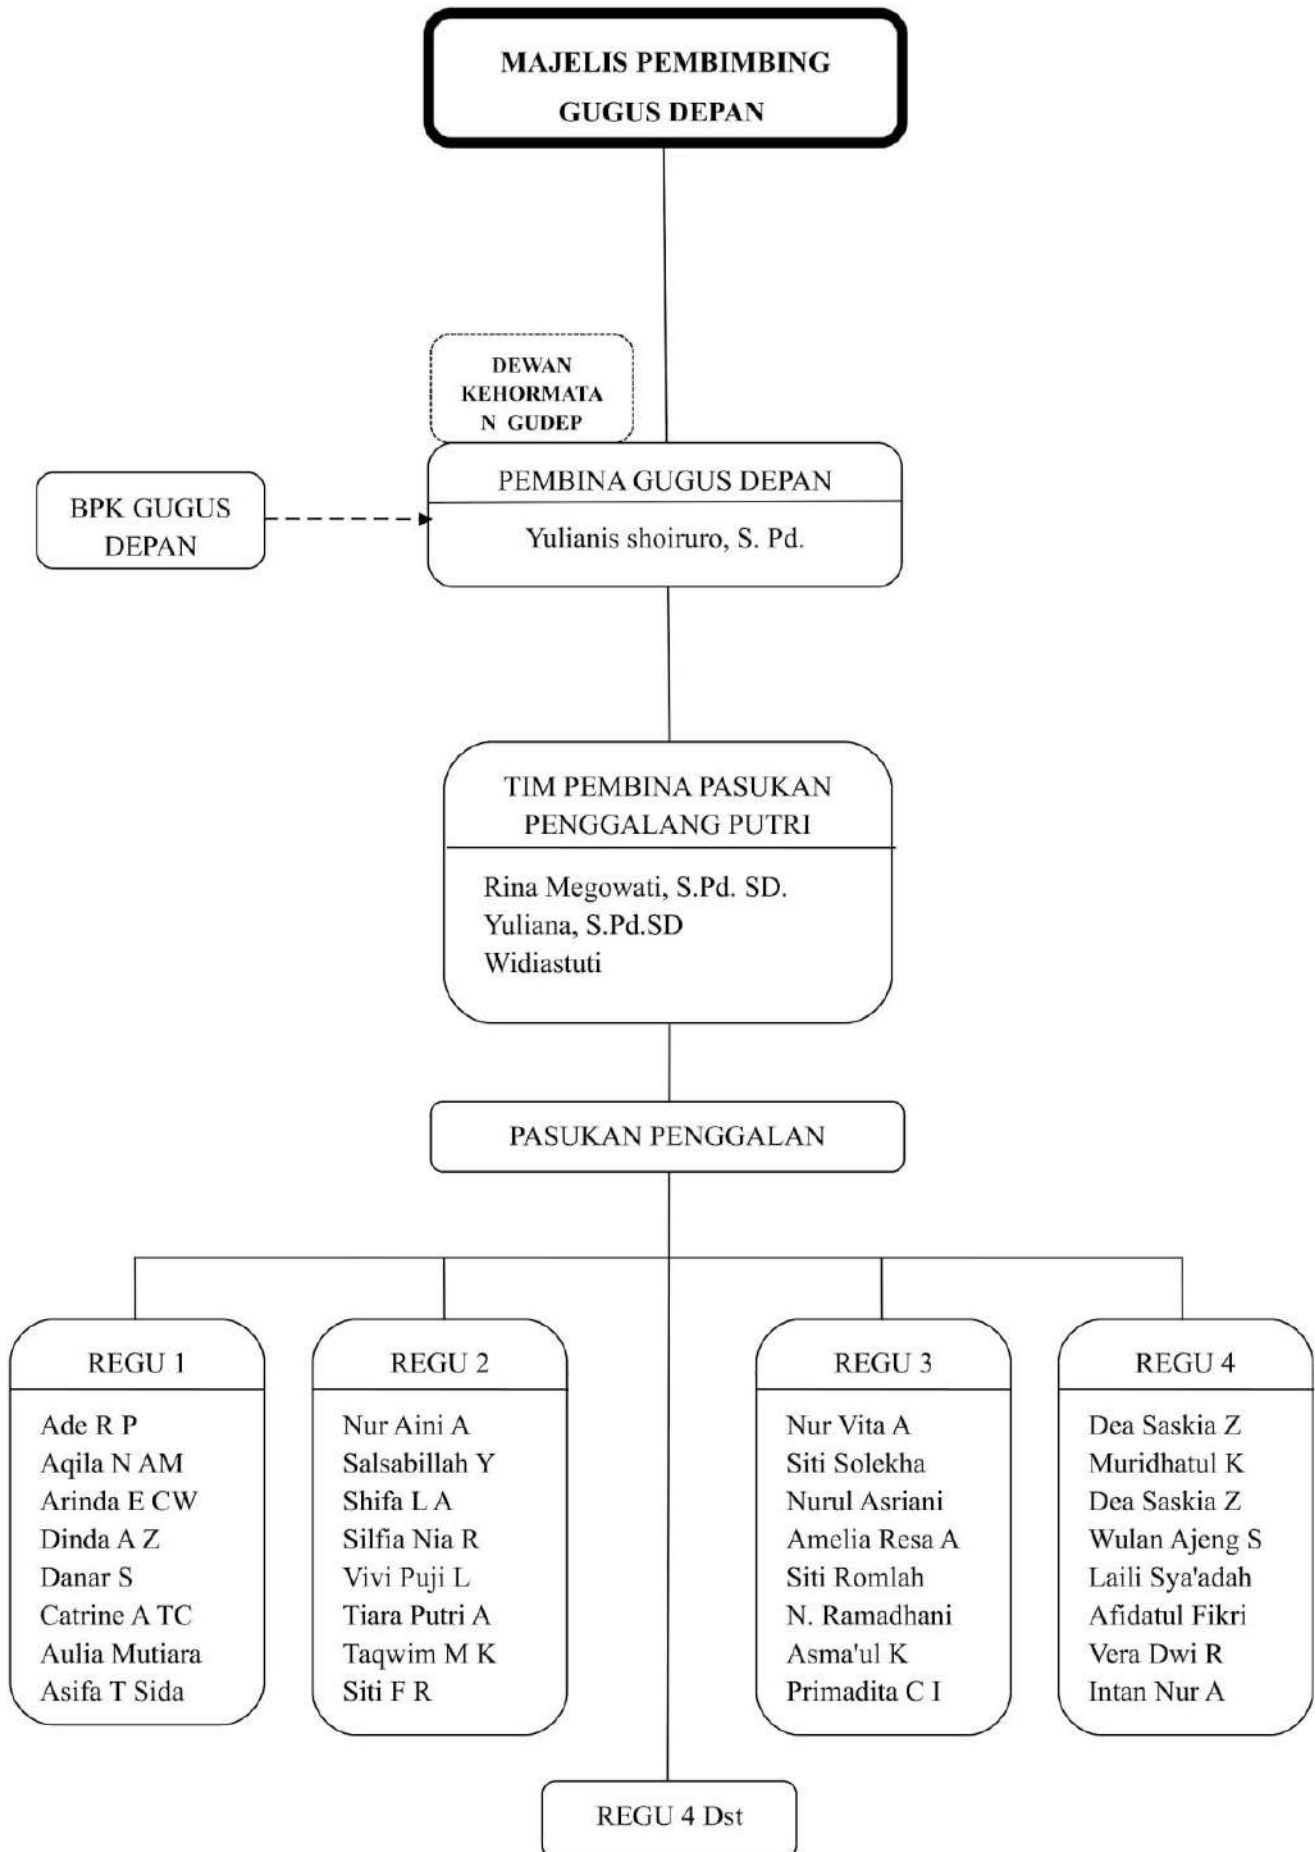 MAJELIS PEMBIMBING
GUGUS DEPAN
DEWAN
KEHORMATA
N GUDEP
PEMBINA GUGUS DEPAN
Yulianis shoiruro, S. Pd.
BPK GUGUS
DEPAN
TIM PEMBINA PASUKAN
PENGGALANG PUTRI
Rina Megowati, S.Pd. SD.
Yuliana, S.Pd.SD
Widiastuti
PASUKAN PENGGALAN
REGU 1
Ade R P
Aqila N AM
Arinda E CW
Dinda A Z
Danar S
Catrine A TC
Aulia Mutiara
Asifa T Sida
REGU 2
Nur Aini A
Salsabillah Y
Shifa L A
Silfia Nia R
Vivi Puji L
Tiara Putri A
Taqwim M K
Siti F R
REGU 3
Nur Vita A
Siti Solekha
Nurul Asriani
Amelia Resa A
Siti Romlah
N. Ramadhani
Asma'ul K
Primadita C I
REGU 4
Dea Saskia Z
Muridhatul K
Dea Saskia Z
Wulan Ajeng S
Laili Sya'adah
Afidatul Fikri
Vera Dwi R
Intan Nur A
REGU 4 Dst